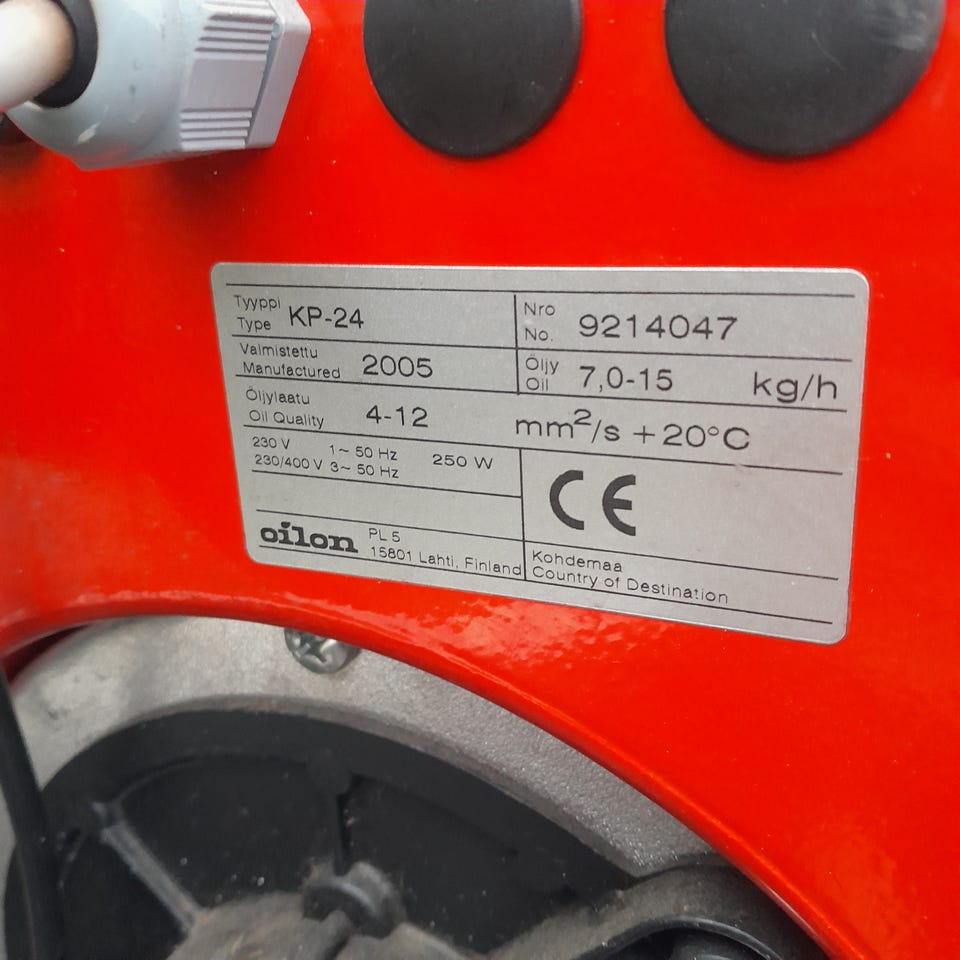 Tyyppi
Type KP-24
Nro
No. 9214047
Valmistettu
Manufactured 2005
Öljy
Oil 7,0-15 kg/h
Öljylaatu
Oil Quality 4-12 mm²/s +20°C
230 V 1~ 50 Hz 250 W
230/400 V 3~ 50 Hz
CE
oilon PL 5
15801 Lahti, Finland
Kohdemaa
Country of Destination